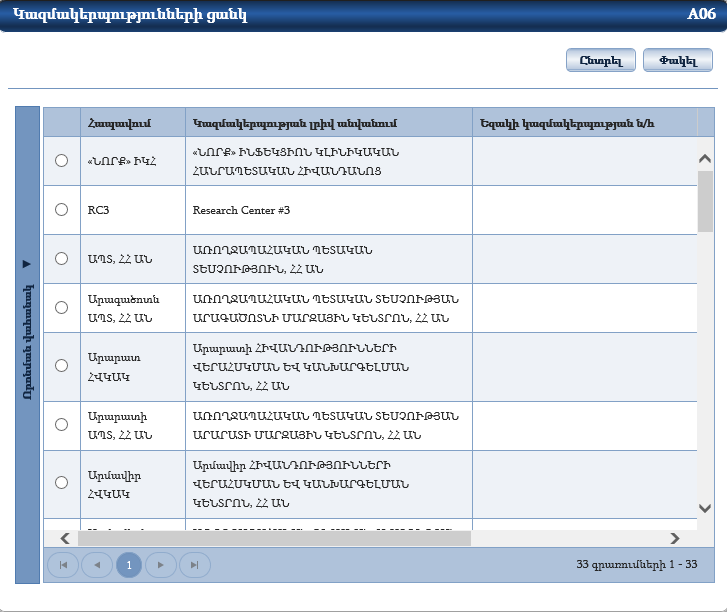 Կազմակերպությունների ցանկ
A06
Ընտրել
Փակել
Որոնման վահանակ
Հապավում
Կազմակերպության լրիվ անվանում
Եզակի կազմակերպության ն/հ
«ՆՈՐՔ» ԻԿՀ
«ՆՈՐՔ» ԻՆՖԵԿՑԻՈՆ ԿԼԻՆԻԿԱԿԱՆ
ՀԱՆՐԱՊԵՏԱԿԱՆ ՀԻՎԱՆԴԱՆՈՑ
RC3
Research Center #3
ԱՊՏ, ՀՀ ԱՆ
ԱՌՈՂՋԱՊԱՀԱԿԱՆ ՊԵՏԱԿԱՆ
ՏԵՍՉՈՒԹՅՈՒՆ, ՀՀ ԱՆ
Արագածոտն
ԱՊՏ, ՀՀ ԱՆ
ԱՌՈՂՋԱՊԱՀԱԿԱՆ ՊԵՏԱԿԱՆ ՏԵՍՉՈՒԹՅԱՆ
ԱՐԱԳԱԾՈՏՆԻ ՄԱՐԶԱՅԻՆ ԿԵՆՏՐՈՆ, ՀՀ ԱՆ
Արարատ
ՀՎԿԱԿ
Արարատի ՀԻՎԱՆԴՈՒԹՅՈՒՆՆԵՐԻ
ՎԵՐԱՀՍԿՄԱՆ ԵՎ ԿԱՆԽԱՐԳԵԼՄԱՆ
ԿԵՆՏՐՈՆ, ՀՀ ԱՆ
Արարատի
ԱՊՏ, ՀՀ ԱՆ
ԱՌՈՂՋԱՊԱՀԱԿԱՆ ՊԵՏԱԿԱՆ ՏԵՍՉՈՒԹՅԱՆ
ԱՐԱՐԱՏԻ ՄԱՐԶԱՅԻՆ ԿԵՆՏՐՈՆ, ՀՀ ԱՆ
Արմավիր
ՀՎԿԱԿ
Արմավիր ՀԻՎԱՆԴՈՒԹՅՈՒՆՆԵՐԻ
ՎԵՐԱՀՍԿՄԱՆ ԵՎ ԿԱՆԽԱՐԳԵԼՄԱՆ
ԿԵՆՏՐՈՆ, ՀՀ ԱՆ
1
33 գրառումների 1 - 33